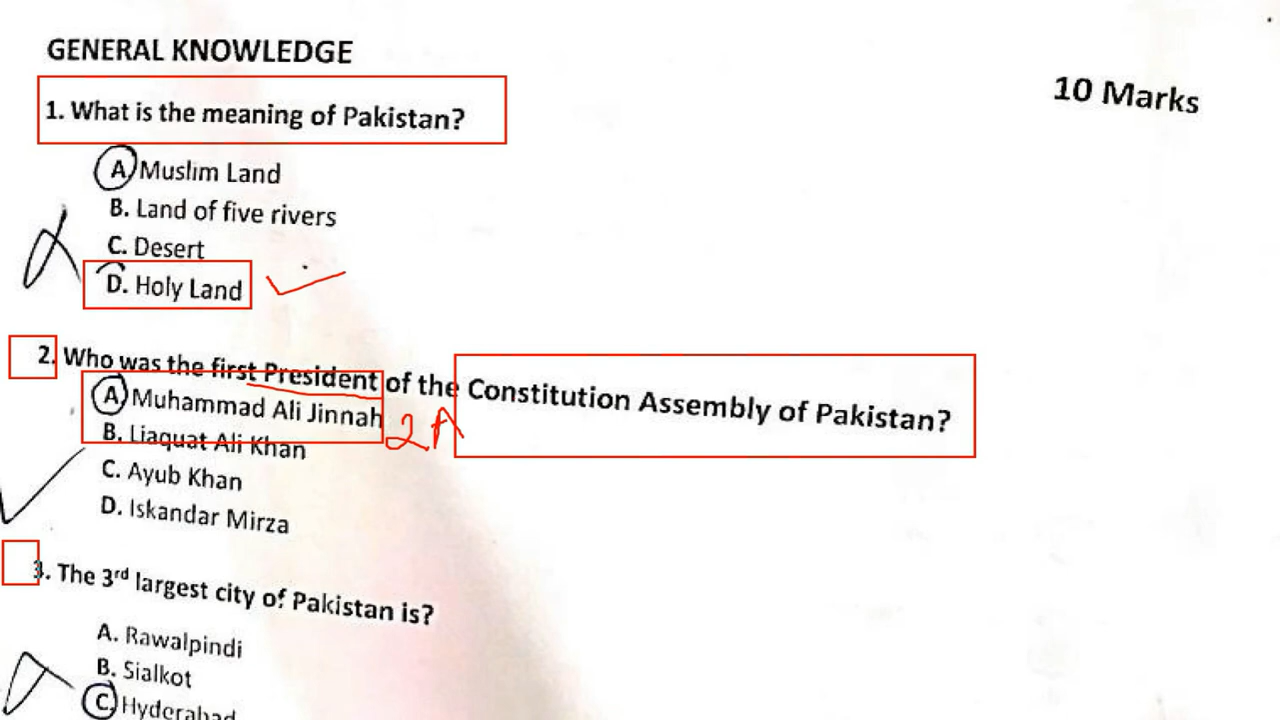 GENERAL KNOWLEDGE
10 Marks
1. What is the meaning of Pakistan?
A. Muslim Land
B. Land of five rivers
C. Desert
D. Holy Land
2. Who was the first President of the Constitution Assembly of Pakistan?
A. Muhammad Ali Jinnah
2A
B. Liaquat Ali Khan
C. Ayub Khan
D. Iskandar Mirza
3. The 3rd largest city of Pakistan is?
A. Rawalpindi
B. Sialkot
C. Hyderabad